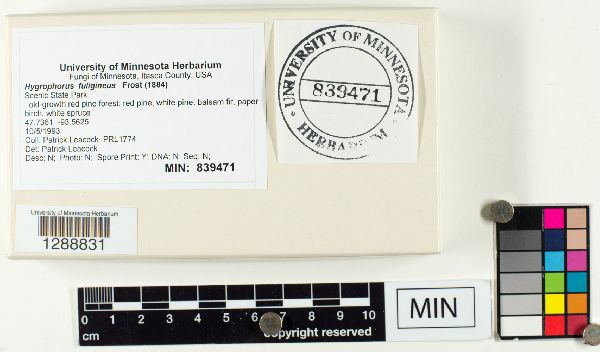 University of Minnesota Herbarium
Fungi of Minnesota, Itasca County, USA
Hygrophorus fuligineus Frost (1884)
Scenic State Park
old-growth red pine forest: red pine, white pine, balsam fir, paper
birch, white spruce
47.7361 -93.5625
10/5/1993
Coll: Patrick Leacock PRL1774
Det: Patrick Leacock
Desc: N; Photo: N; Spore Print: Y; DNA: N; Seq: N;
MIN: 839471
UNIVERSITY OF MINNESOTA
839471
HERBARIUM
University of Minnesota Herbarium
1288831
0 1 2 3 4 5 6 7 8 9 10
cm
copyright reserved
MIN